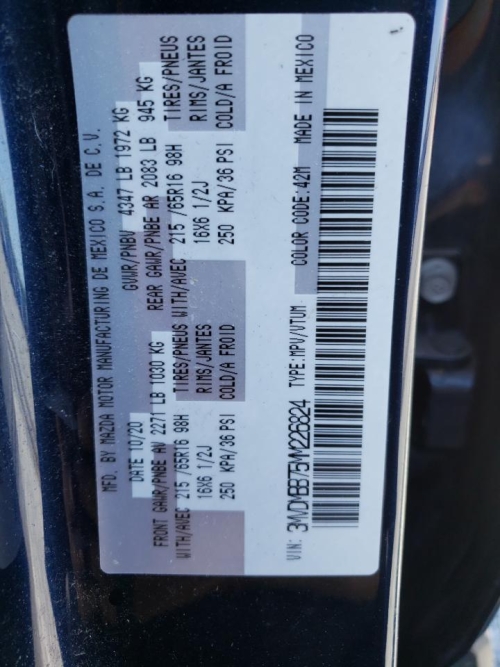 MFD. BY MAZDA MOTOR MANUFACTURING DE MEXICO S.A. DE C.V.
DATE 10/20 GVWR/PNBV 4347 LB 1972 KG
FRONT GAWR/PNBE AV 2271 LB 1030 KG REAR GAWR/PNBE AR 2083 LB 945 KG
WITH/AVEC 215 /65R16 98H TIRES/PNEUS WITH/AVEC 215 /65R16 98H TIRES/PNEUS
16X6 1/2J RIMS/JANTES 16X6 1/2J RIMS/JANTES
250 KPA/36 PSI COLD/A FROID 250 KPA/36 PSI COLD/A FROID
VIN: 3MVDMBB75MM226824 TYPE:MPV/VTUM COLOR CODE:42M MADE IN MEXICO